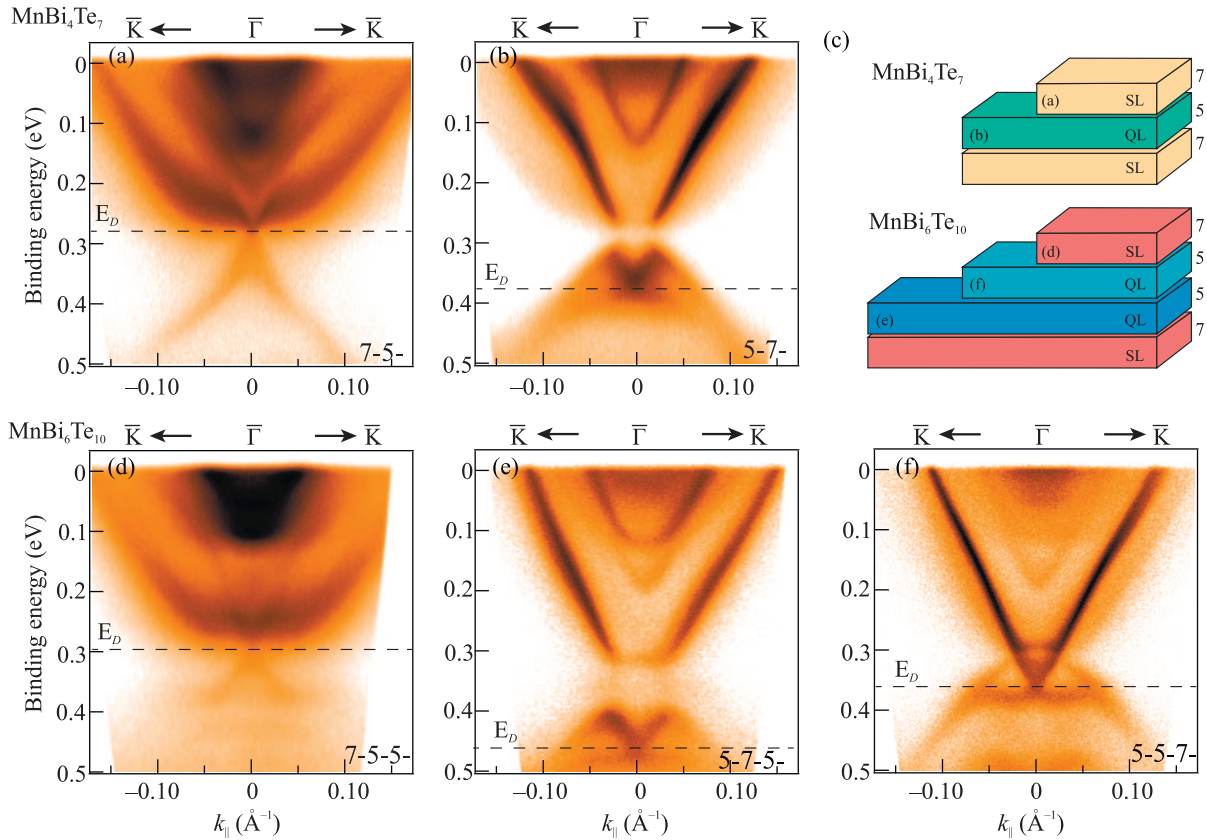 MnBi₄Te₇
K̅ ← Γ̅ → K̅
K̅ ← Γ̅ → K̅
(a)
(b)
(c)
Binding energy (eV)
0
0.1
0.2
0.3
0.4
0.5
E_D
7-5-
–0.10 0 0.10
0
0.1
0.2
0.3
0.4
0.5
E_D
5-7-
–0.10 0 0.10
MnBi₄Te₇
(a) SL 7
(b) QL 5
SL 7
MnBi₆Te₁₀
(d) SL 7
(f) QL 5
(e) QL 5
SL 7
MnBi₆Te₁₀
K̅ ← Γ̅ → K̅
K̅ ← Γ̅ → K̅
K̅ ← Γ̅ → K̅
(d)
(e)
(f)
Binding energy (eV)
0
0.1
0.2
0.3
0.4
0.5
E_D
7-5-5-
–0.10 0 0.10
k∥ (Å⁻¹)
0
0.1
0.2
0.3
0.4
0.5
E_D
5-7-5-
–0.10 0 0.10
k∥ (Å⁻¹)
0
0.1
0.2
0.3
0.4
0.5
E_D
5-5-7-
–0.10 0 0.10
k∥ (Å⁻¹)